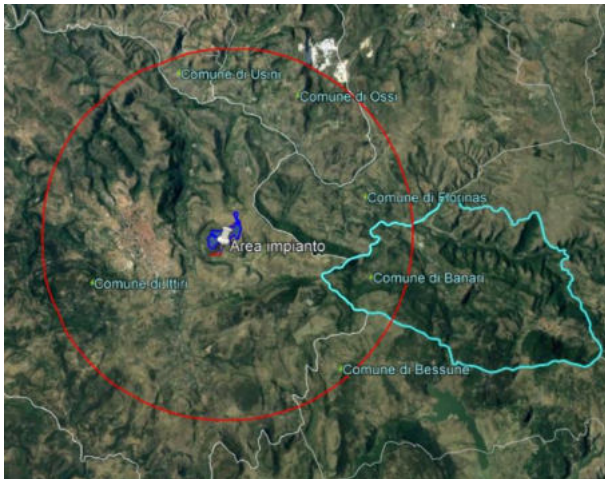 Comune di Usini
Comune di Ossi
Comune di Florinas
Area impianto
Comune di Banari
Comune di Ittiri
Comune di Bessune